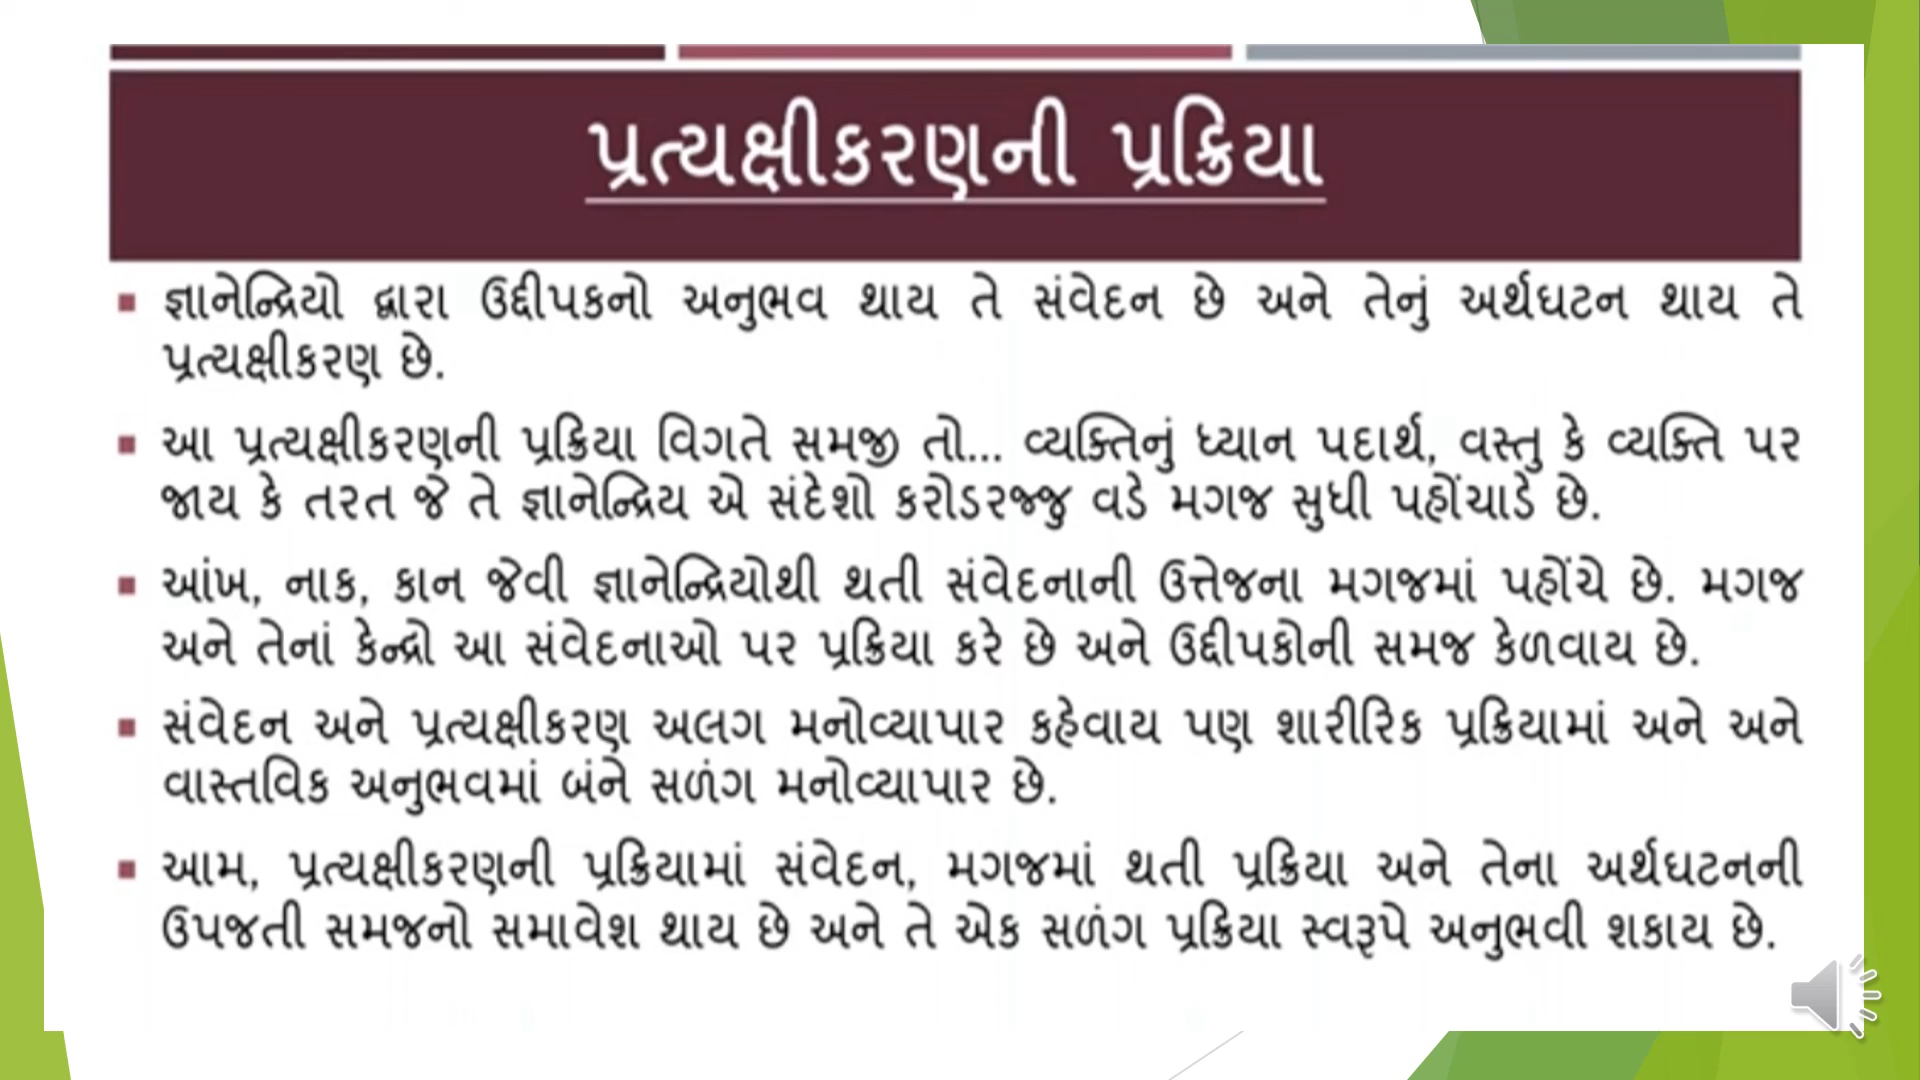 પ્રત્યક્ષીકરણની પ્રક્રિયા
▪ જ્ઞાનેન્દ્રિયો દ્વારા ઉદ્દીપકનો અનુભવ થાય તે સંવેદન છે અને તેનું અર્થઘટન થાય તે
પ્રત્યક્ષીકરણ છે.
▪ આ પ્રત્યક્ષીકરણની પ્રક્રિયા વિગતે સમજી તો... વ્યક્તિનું ધ્યાન પદાર્થ, વસ્તુ કે વ્યક્તિ પર
જાય કે તરત જ તે જ્ઞાનેન્દ્રિય એ સંદેશો કરોડરજ્જુ વડે મગજ સુધી પહોંચાડે છે.
▪ આંખ, નાક, કાન જેવી જ્ઞાનેન્દ્રિયોથી થતી સંવેદનાની ઉત્તેજના મગજમાં પહોંચે છે. મગજ
અને તેનાં કેન્દ્રો આ સંવેદનાઓ પર પ્રક્રિયા કરે છે અને ઉદ્દીપકોની સમજ કેળવાય છે.
▪ સંવેદન અને પ્રત્યક્ષીકરણ અલગ મનોવ્યાપાર કહેવાય પણ શારીરિક પ્રક્રિયામાં અને અને
વાસ્તવિક અનુભવમાં બંને સળંગ મનોવ્યાપાર છે.
▪ આમ, પ્રત્યક્ષીકરણની પ્રક્રિયામાં સંવેદન, મગજમાં થતી પ્રક્રિયા અને તેના અર્થઘટનની
ઉપજતી સમજનો સમાવેશ થાય છે અને તે એક સળંગ પ્રક્રિયા સ્વરૂપે અનુભવી શકાય છે.